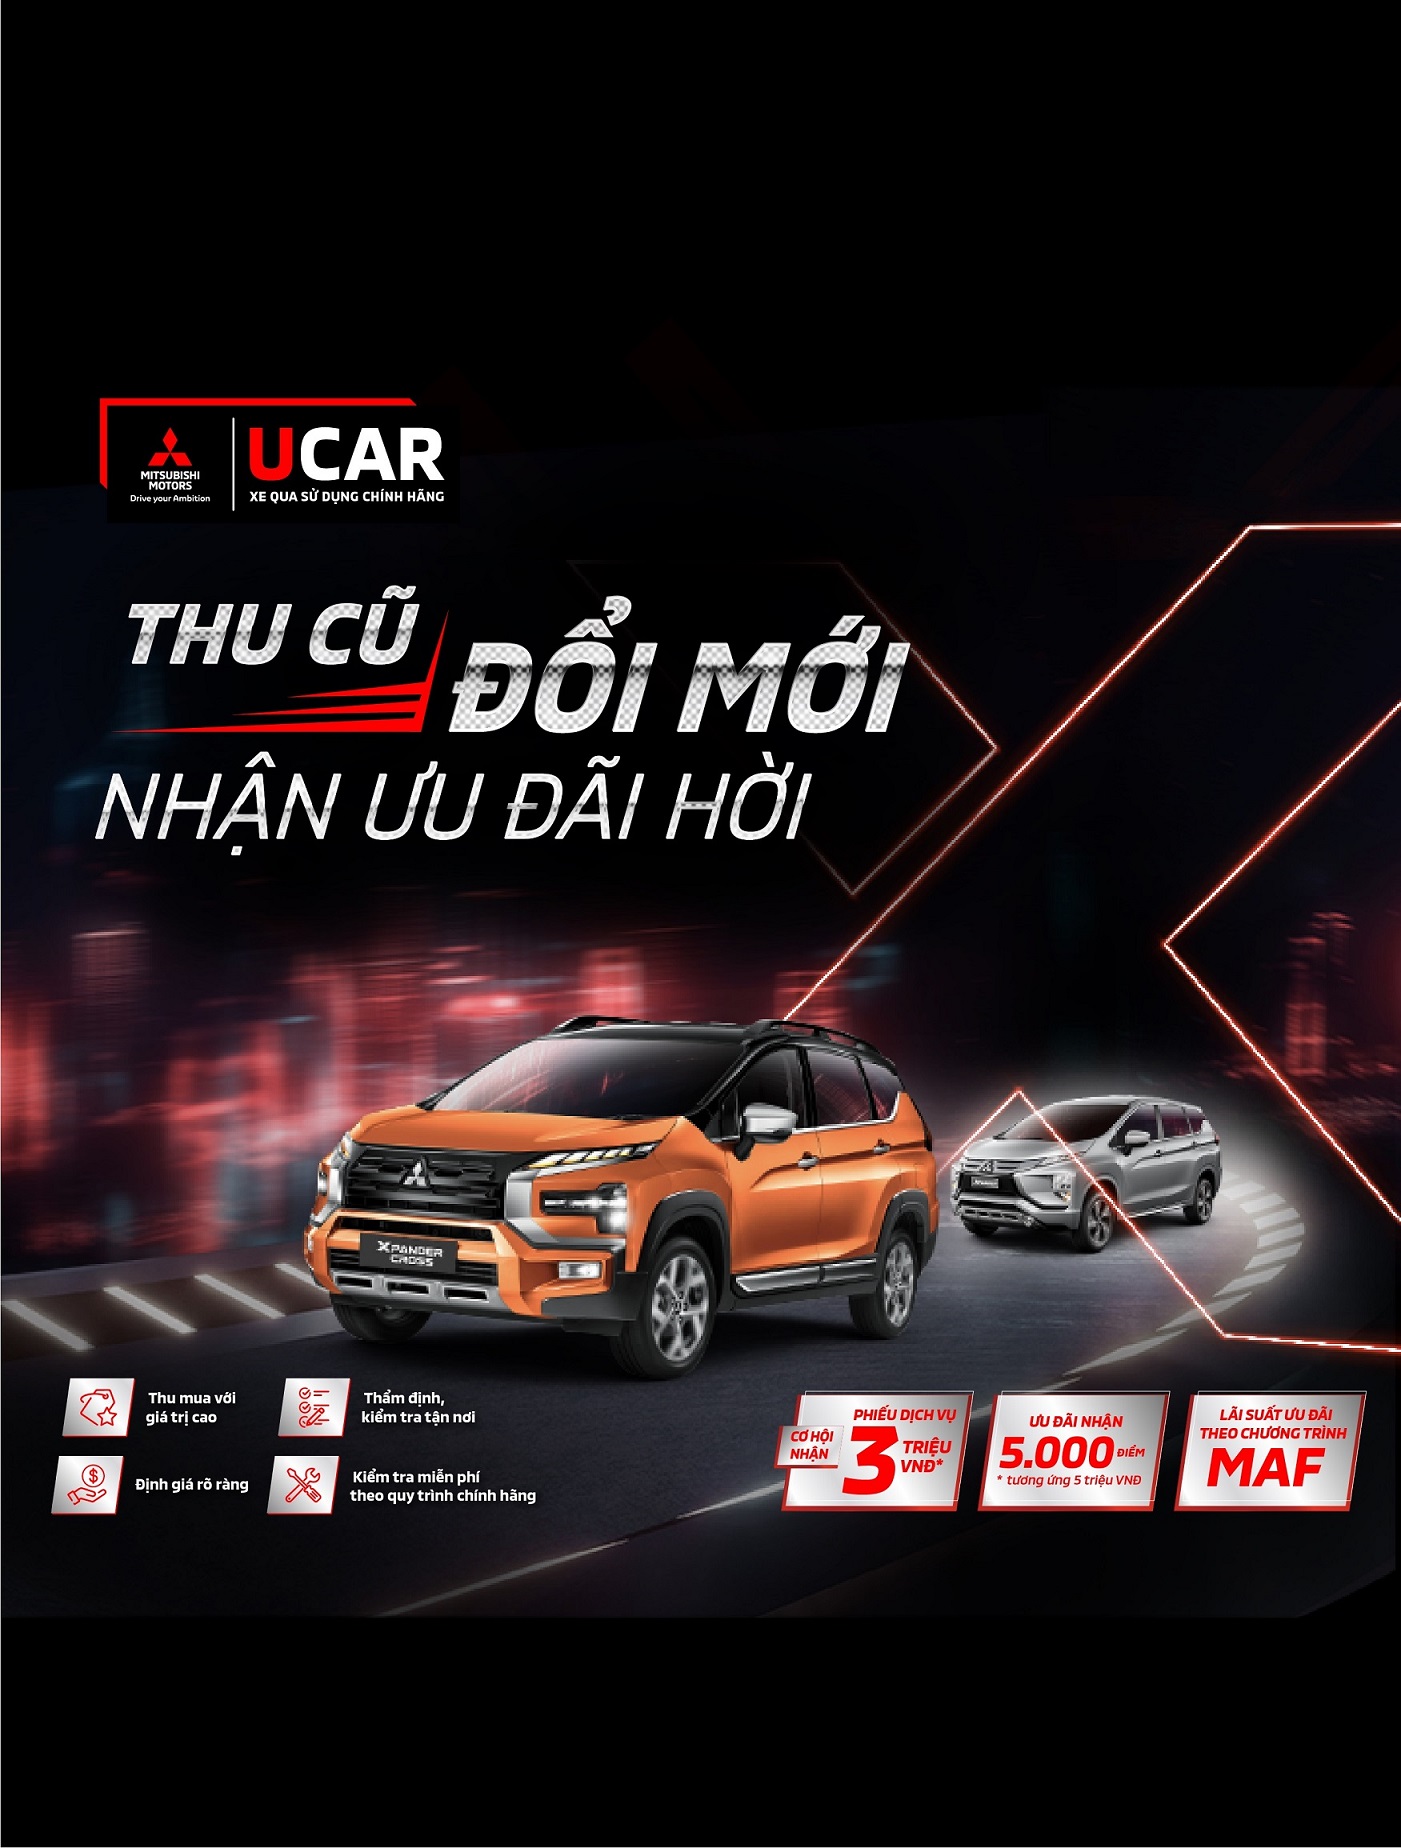 MITSUBISHI
MOTORS
Drive your Ambition
UCAR
XE QUA SỬ DỤNG CHÍNH HÃNG
THU CŨ
ĐỔI MỚI
NHẬN ƯU ĐÃI HỜI
XPANDER
CROSS
Thu mua với
giá trị cao
Thẩm định,
kiểm tra tận nơi
Định giá rõ ràng
Kiểm tra miễn phí
theo quy trình chính hãng
CƠ HỘI
NHẬN
PHIẾU DỊCH VỤ
3 TRIỆU
VNĐ*
ƯU ĐÃI NHẬN
5.000 ĐIỂM
* tương ứng 5 triệu VNĐ
LÃI SUẤT ƯU ĐÃI
THEO CHƯƠNG TRÌNH
MAF